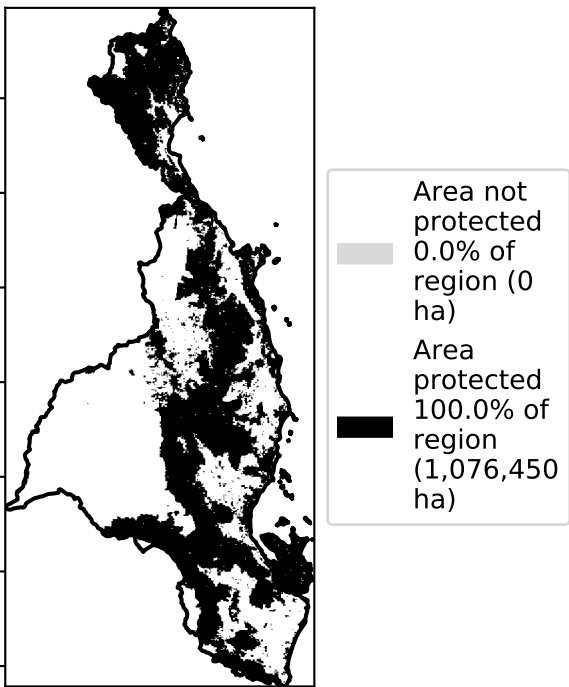 Area not
protected
0.0% of
region (0
ha)
Area
protected
100.0% of
region
(1,076,450
ha)